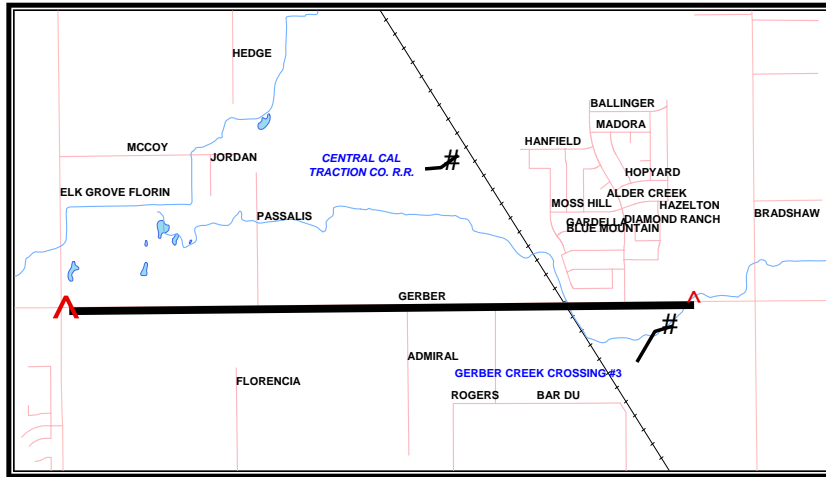 HEDGE
BALLINGER
MADORA
HANFIELD
MCCOY
JORDAN
CENTRAL CAL
TRACTION CO. R.R.
#
HOPYARD
ELK GROVE FLORIN
ALDER CREEK
MOSS HILL
HAZELTON
PASSALIS
BRADSHAW
GARDELLA
DIAMOND RANCH
BLUE MOUNTAIN
GERBER
#
ADMIRAL
GERBER CREEK CROSSING #3
FLORENCIA
ROGERS
BAR DU